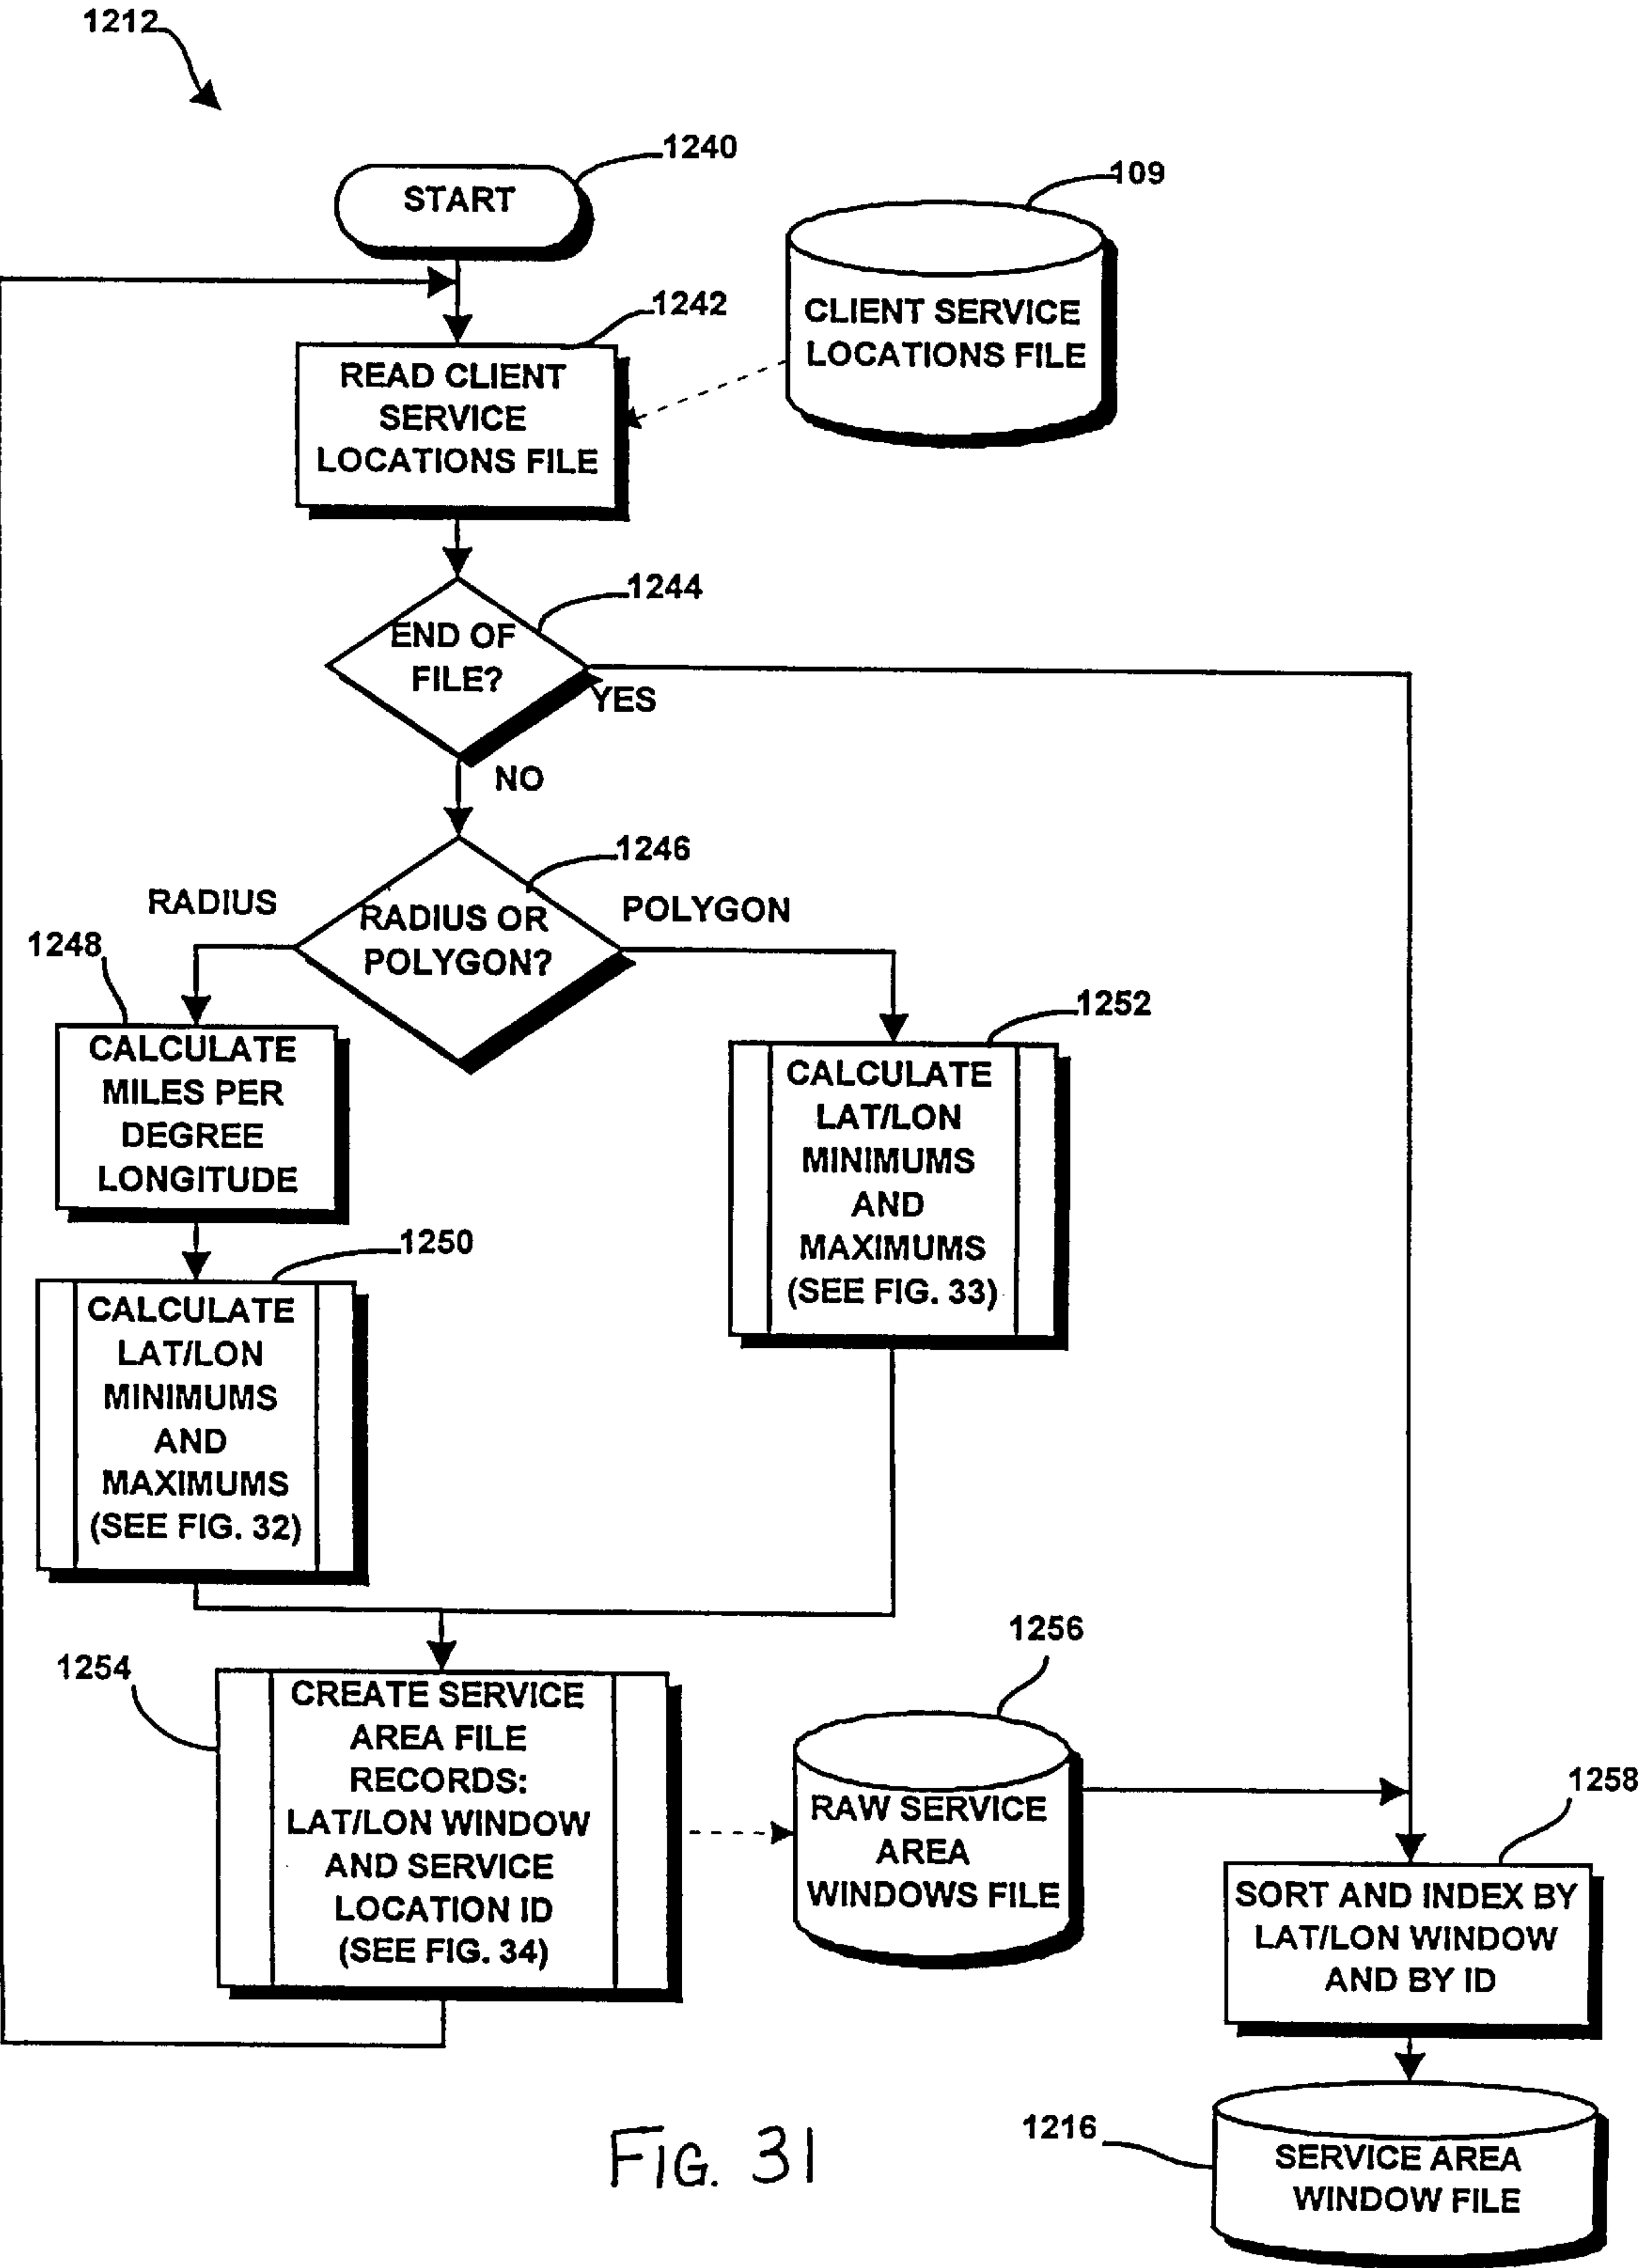 1212
1240
START
109
CLIENT SERVICE
LOCATIONS FILE
1242
READ CLIENT
SERVICE
LOCATIONS FILE
1244
END OF
FILE?
YES
NO
1246
RADIUS
RADIUS OR
POLYGON?
POLYGON
1248
CALCULATE
MILES PER
DEGREE
LONGITUDE
1252
CALCULATE
LAT/LON
MINIMUMS
AND
MAXIMUMS
(SEE FIG. 33)
1250
CALCULATE
LAT/LON
MINIMUMS
AND
MAXIMUMS
(SEE FIG. 32)
1254
CREATE SERVICE
AREA FILE
RECORDS:
LAT/LON WINDOW
AND SERVICE
LOCATION ID
(SEE FIG. 34)
1256
RAW SERVICE
AREA
WINDOWS FILE
1258
SORT AND INDEX BY
LAT/LON WINDOW
AND BY ID
1216
SERVICE AREA
WINDOW FILE
FIG. 31